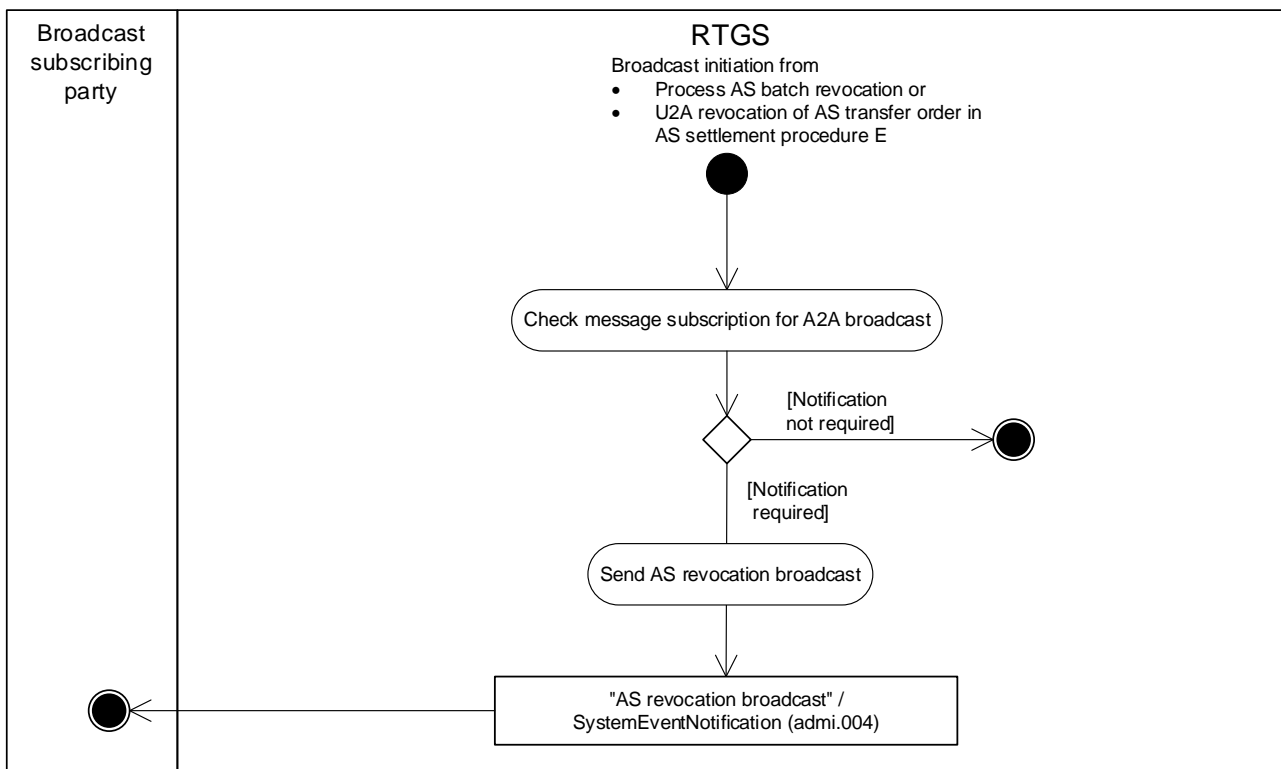 Broadcast
subscribing
party
RTGS
Broadcast initiation from
• Process AS batch revocation or
• U2A revocation of AS transfer order in
AS settlement procedure E
Check message subscription for A2A broadcast
[Notification
not required]
[Notification
required]
Send AS revocation broadcast
"AS revocation broadcast" /
SystemEventNotification (admi.004)